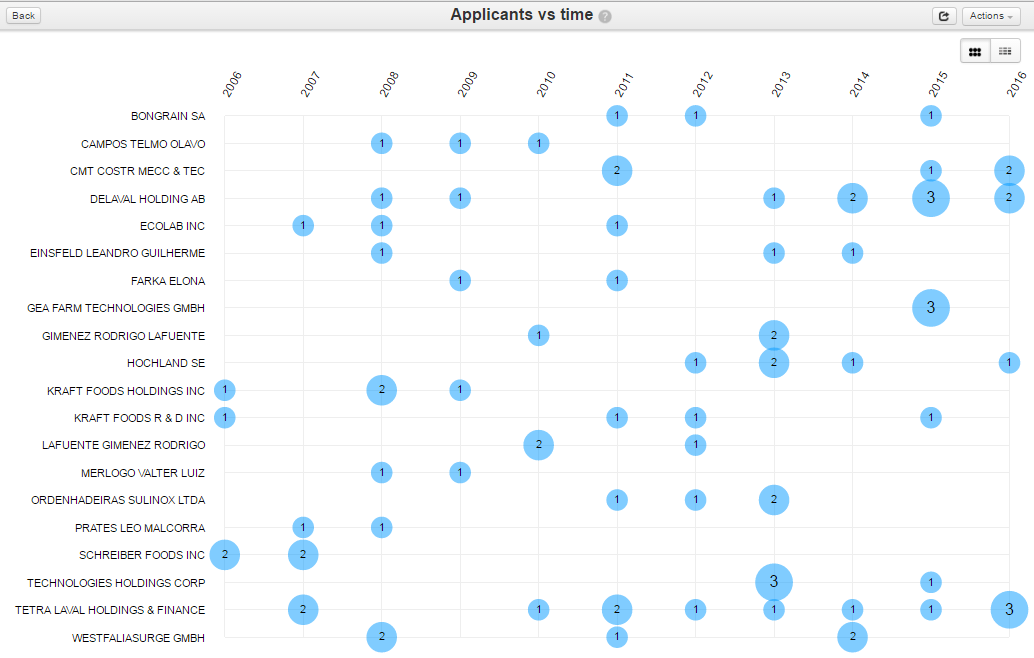 Back
Applicants vs time ?
Actions
2006 2007 2008 2009 2010 2011 2012 2013 2014 2015 2016
BONGRAIN SA 1 1 1
CAMPOS TELMO OLAVO 1 1 1
CMT COSTR MECC & TEC 2 1 2
DELAVAL HOLDING AB 1 1 1 2 3 2
ECOLAB INC 1 1 1
EINSFELD LEANDRO GUILHERME 1 1 1
FARKA ELONA 1 1
GEA FARM TECHNOLOGIES GMBH 3
GIMENEZ RODRIGO LAFUENTE 1 2
HOCHLAND SE 1 2 1 1
KRAFT FOODS HOLDINGS INC 1 2 1
KRAFT FOODS R & D INC 1 1 1 1
LAFUENTE GIMENEZ RODRIGO 2 1
MERLOGO VALTER LUIZ 1 1
ORDENHADEIRAS SULINOX LTDA 1 1 2
PRATES LEO MALCORRA 1 1
SCHREIBER FOODS INC 2 2
TECHNOLOGIES HOLDINGS CORP 3 1
TETRA LAVAL HOLDINGS & FINANCE 2 1 2 1 1 1 1 3
WESTFALIASURGE GMBH 2 1 2